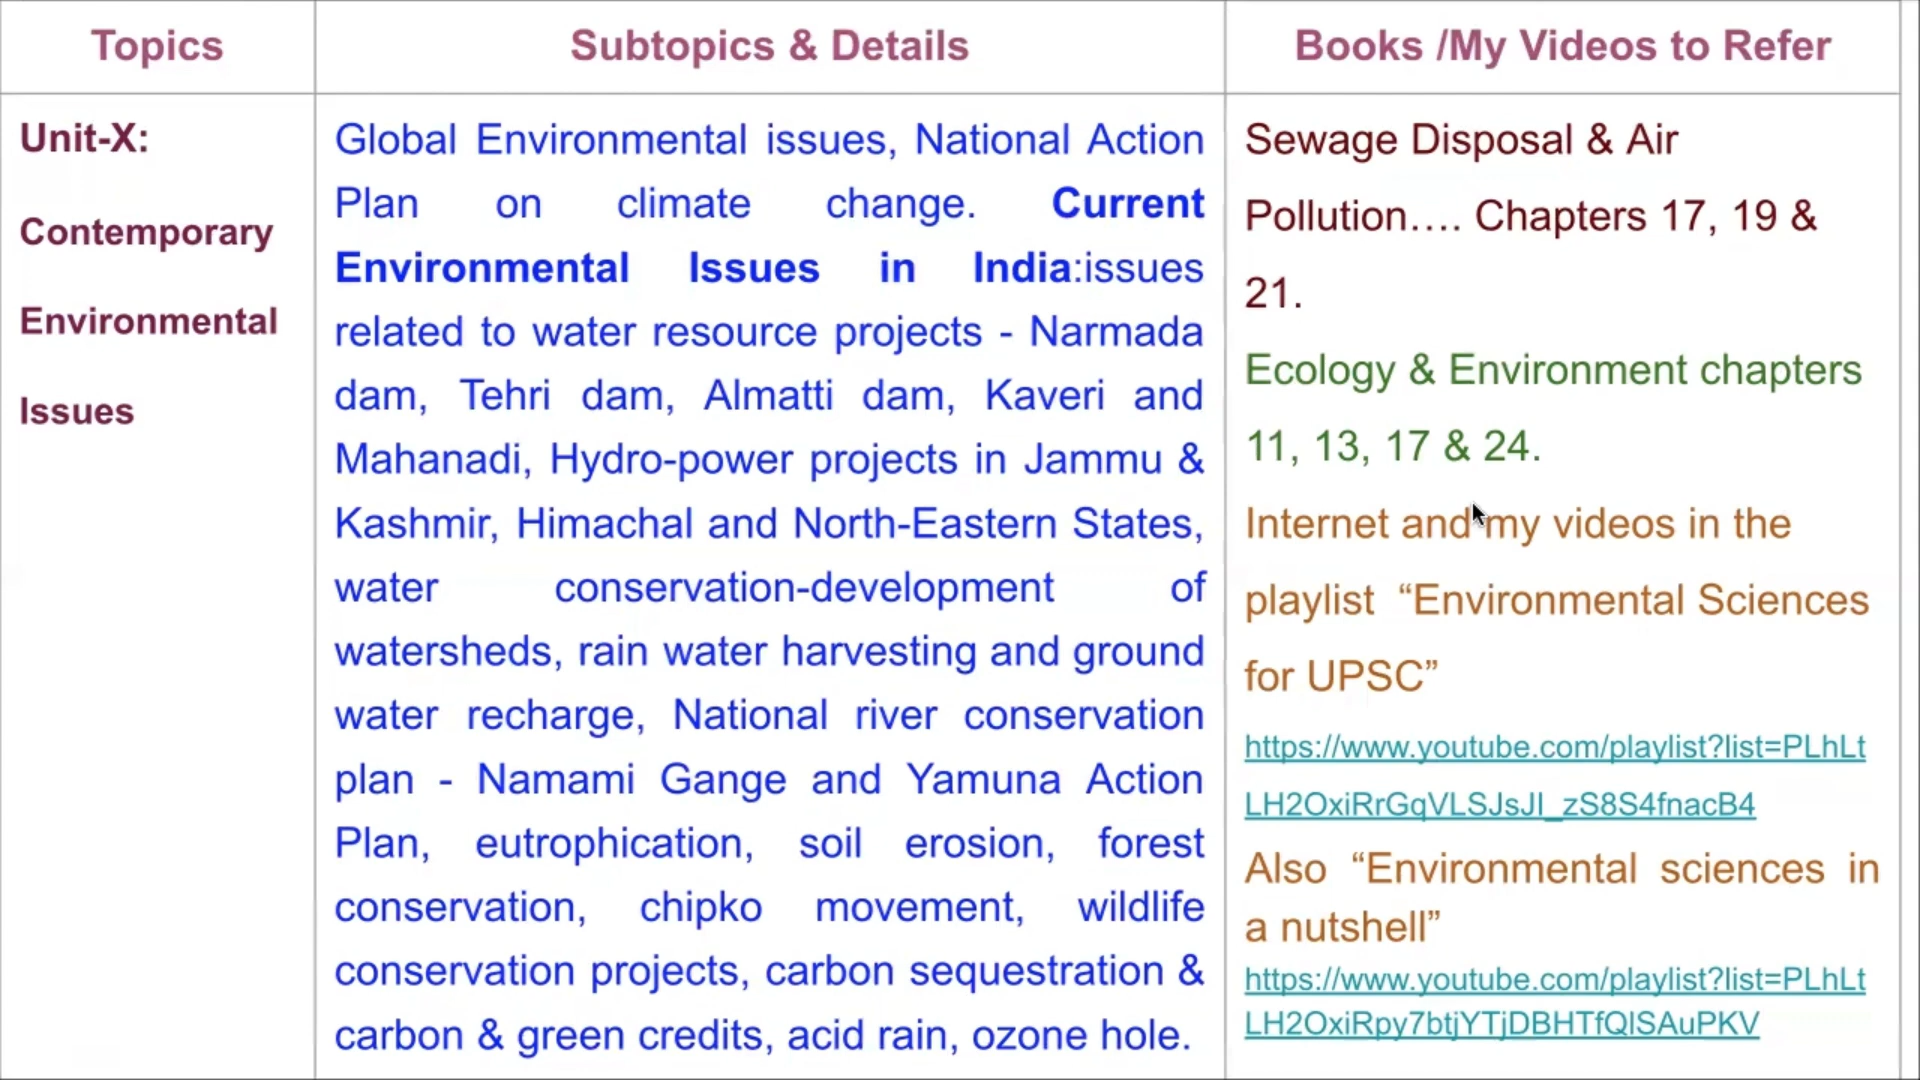 Topics
Subtopics & Details
Books /My Videos to Refer
Unit-X:
Contemporary
Environmental
Issues
Global Environmental issues, National Action
Plan on climate change. Current
Environmental Issues in India:issues
related to water resource projects - Narmada
dam, Tehri dam, Almatti dam, Kaveri and
Mahanadi, Hydro-power projects in Jammu &
Kashmir, Himachal and North-Eastern States,
water conservation-development of
watersheds, rain water harvesting and ground
water recharge, National river conservation
plan - Namami Gange and Yamuna Action
Plan, eutrophication, soil erosion, forest
conservation, chipko movement, wildlife
conservation projects, carbon sequestration &
carbon & green credits, acid rain, ozone hole.
Sewage Disposal & Air
Pollution.... Chapters 17, 19 &
21.
Ecology & Environment chapters
11, 13, 17 & 24.
Internet and my videos in the
playlist “Environmental Sciences
for UPSC”
https://www.youtube.com/playlist?list=PLhLt
LH2OxiRrGqVLSJsJI_zS8S4fnacB4
Also “Environmental sciences in
a nutshell”
https://www.youtube.com/playlist?list=PLhLt
LH2OxiRpy7btjYTjDBHTfQlSAuPKV